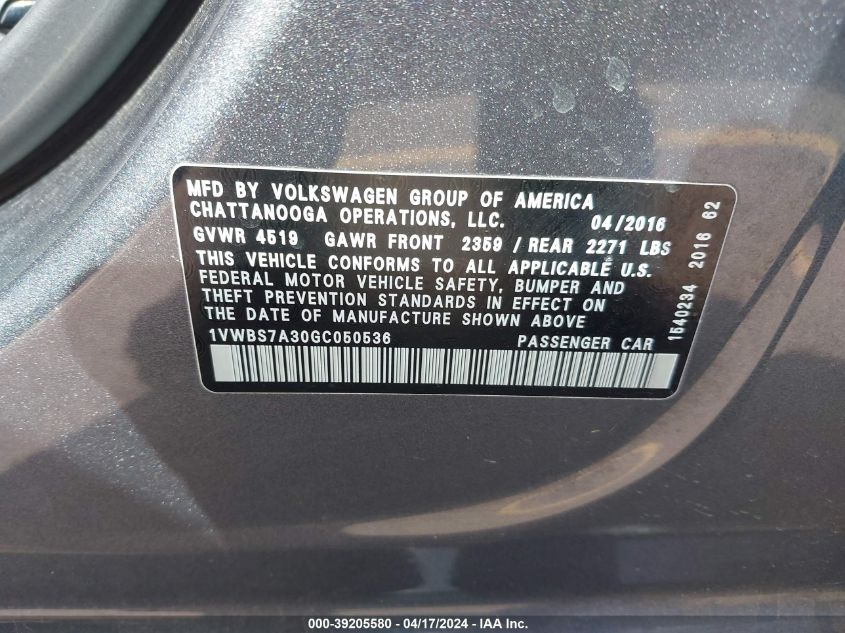 MFD BY VOLKSWAGEN GROUP OF AMERICA
CHATTANOOGA OPERATIONS, LLC. 04/2016
GVWR 4519 GAWR FRONT 2359 / REAR 2271 LBS
THIS VEHICLE CONFORMS TO ALL APPLICABLE U.S.
FEDERAL MOTOR VEHICLE SAFETY, BUMPER AND
THEFT PREVENTION STANDARDS IN EFFECT ON
THE DATE OF MANUFACTURE SHOWN ABOVE
1VWBS7A30GC050536 PASSENGER CAR
1540234 2016 62
000-39205580 - 04/17/2024 - IAA Inc.